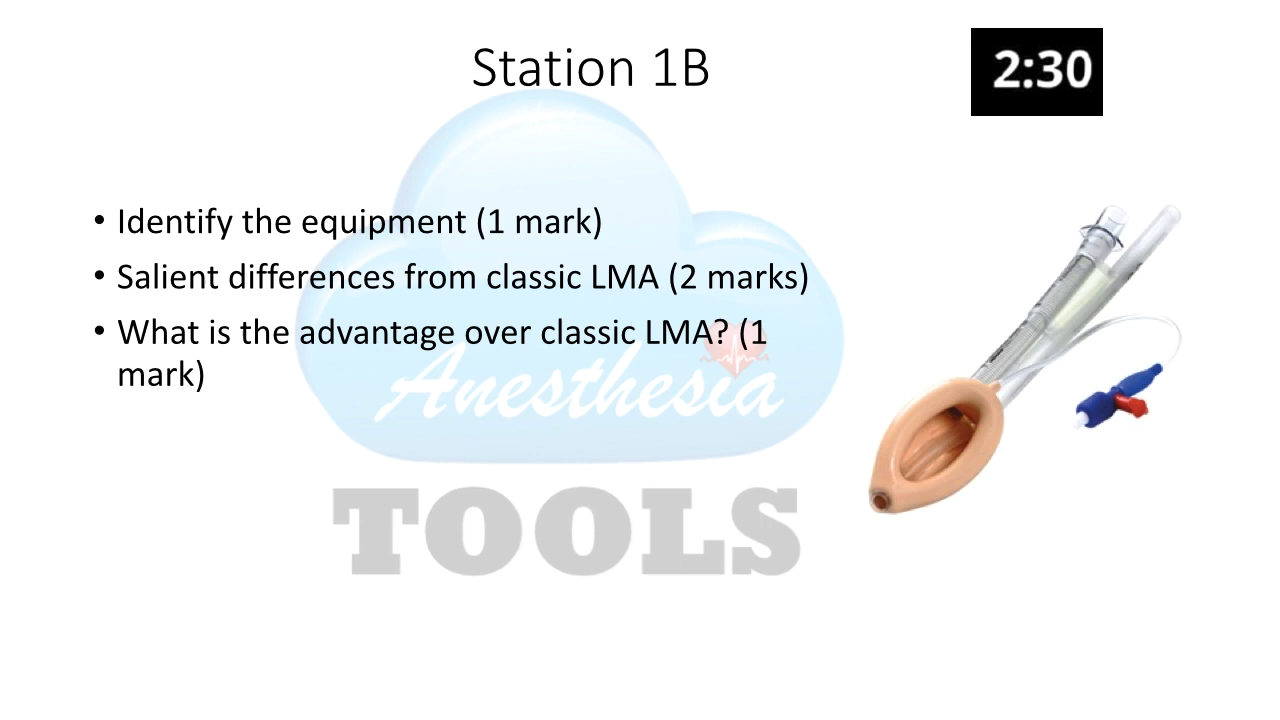 Station 1B
2:30
• Identify the equipment (1 mark)
• Salient differences from classic LMA (2 marks)
• What is the advantage over classic LMA? (1
mark)
Anesthesia
TOOLS